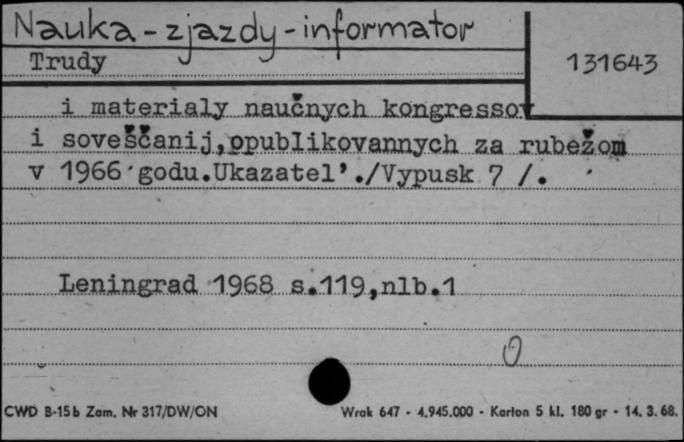 Nauka - zjazdy - informator
Trudy
131643
i materialy naučnych kongressov
i soveščanij,opublikovannych za rubežom
v 1966 godu.Ukazatel'./Vypusk 7 /.
Leningrad 1968 s.119,nlb.1
O
CWD B-15b Zam. Nr 317/DW/ON
Wrak 647 - 4.945.000 - Karton 5 kl. 180 gr - 14. 3. 68.